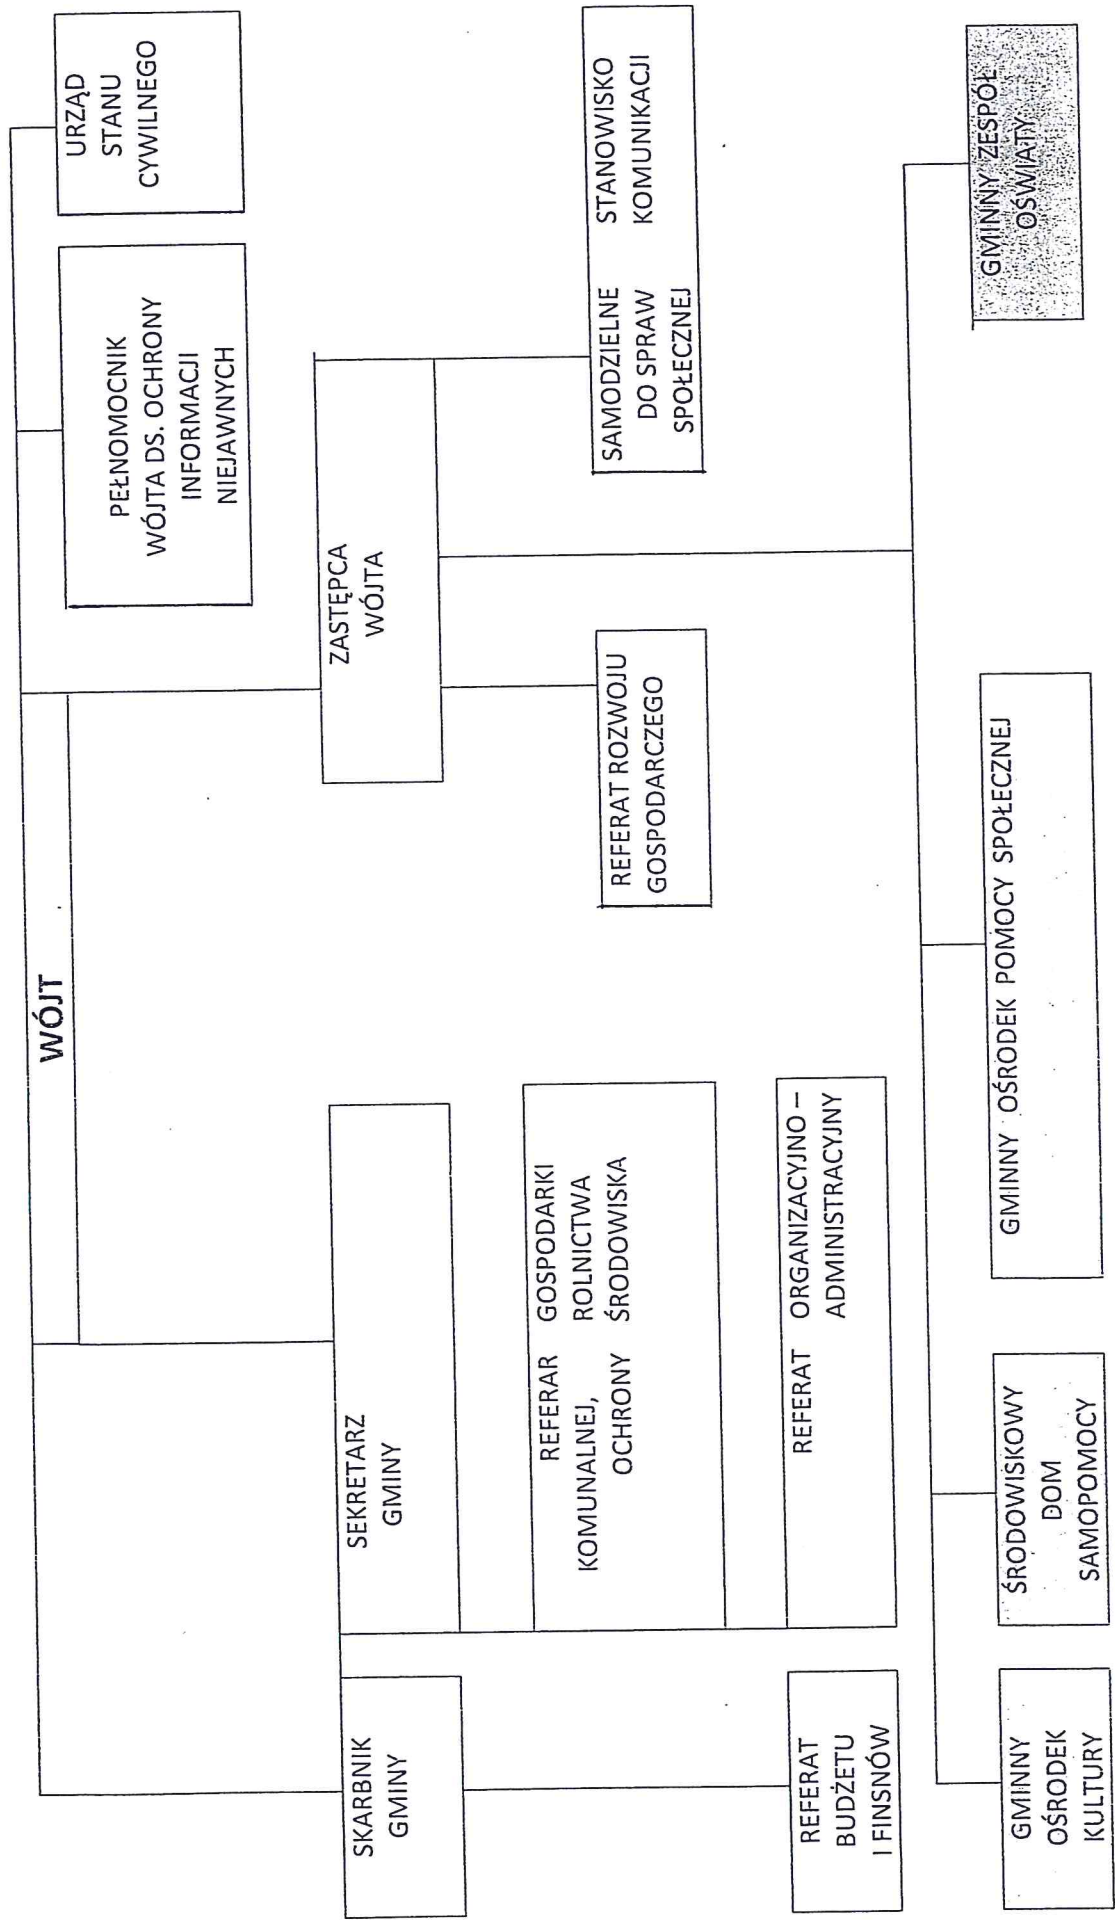 WÓJT
URZĄD
STANU
CYWILNEGO
PEŁNOMOCNIK
WÓJTA DS. OCHRONY
INFORMACJI
NIEJAWNYCH
SKARBNIK
GMINY
SEKRETARZ
GMINY
ZASTĘPCA
WÓJTA
REFERAR GOSPODARKI
KOMUNALNEJ, ROLNICTWA
OCHRONY ŚRODOWISKA
REFERAT ROZWOJU
GOSPODARCZEGO
SAMODZIELNE STANOWISKO
DO SPRAW KOMUNIKACJI
SPOŁECZNEJ
REFERAT
BUDŻETU
I FINSNÓW
REFERAT ORGANIZACYJNO –
ADMINISTRACYJNY
GMINNY
OŚRODEK
KULTURY
ŚRODOWISKOWY
DOM
SAMOPOMOCY
GMINNY OŚRODEK POMOCY SPOŁECZNEJ
GMINNY ZESPÓŁ
OŚWIATY